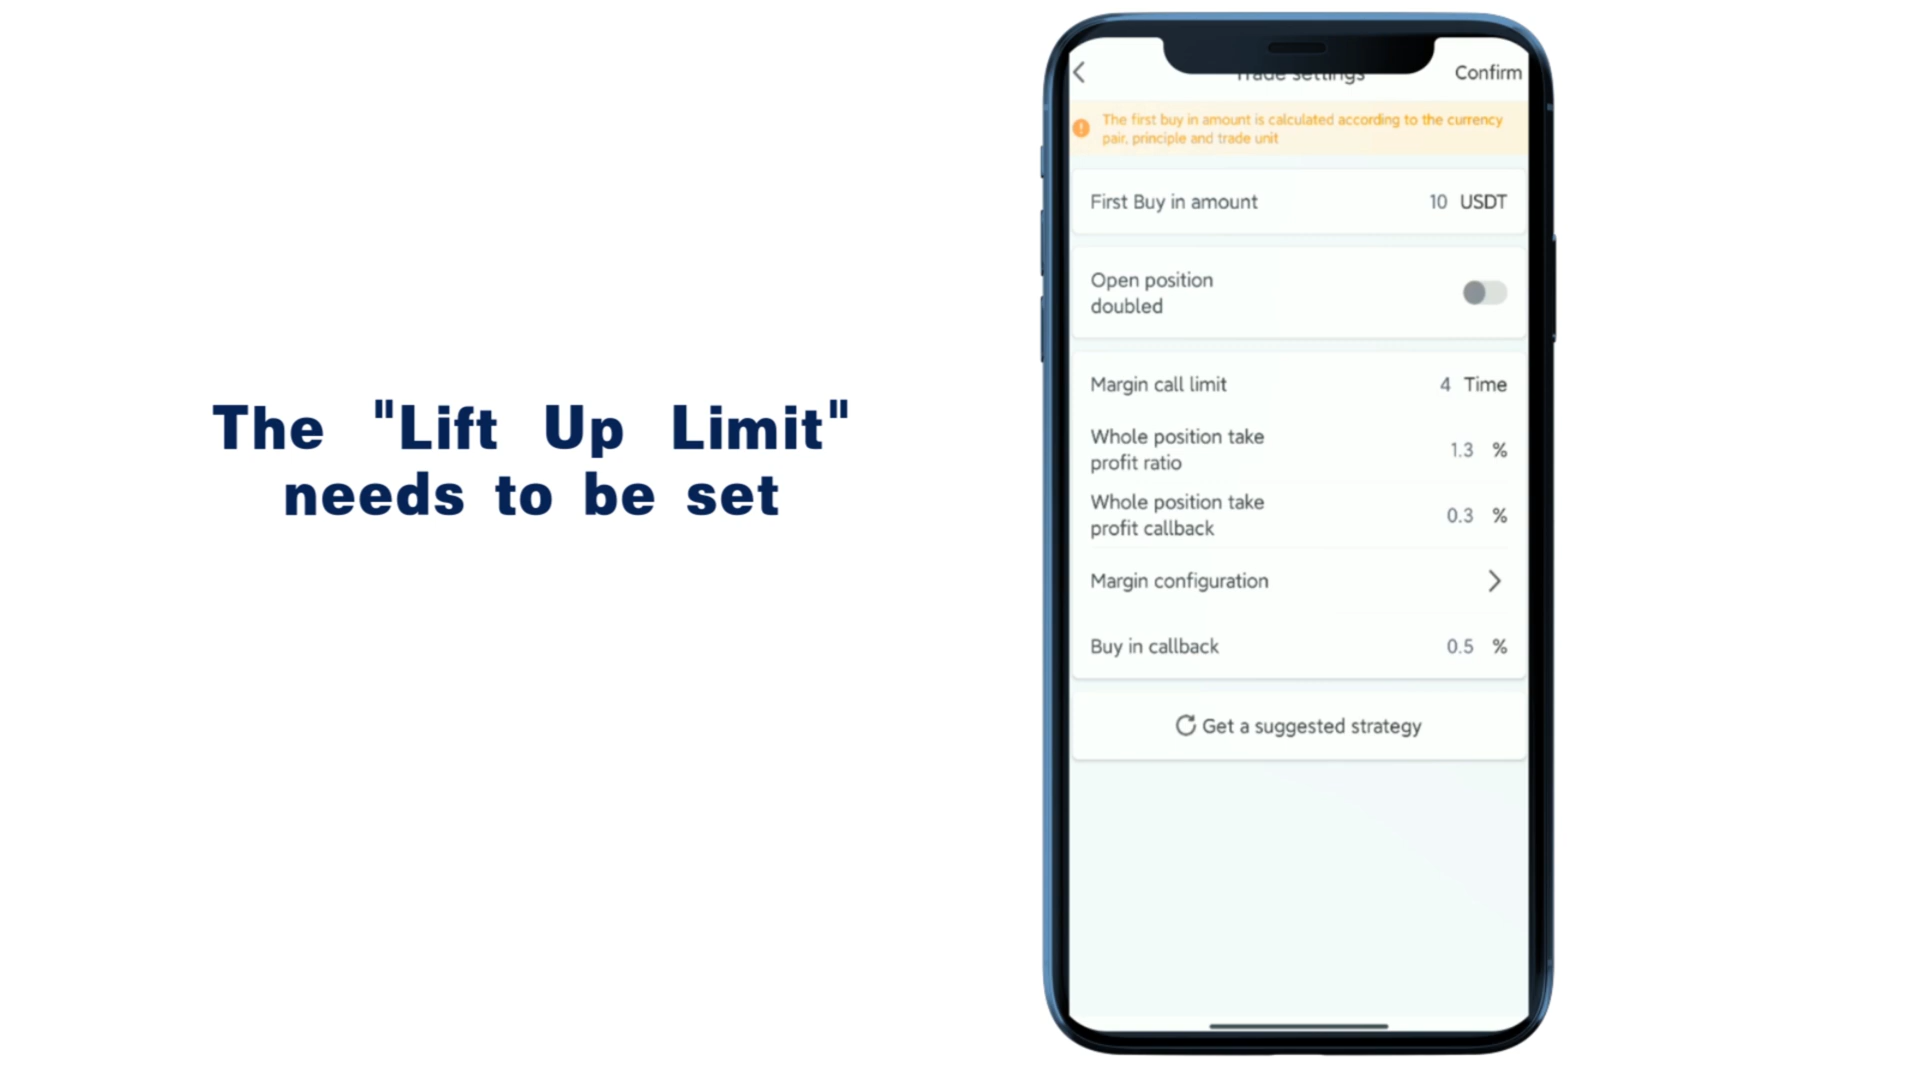 The "Lift Up Limit"
needs to be set
Trade settings
Confirm
The first buy in amount is calculated according to the currency
pair, principle and trade unit
First Buy in amount 10 USDT
Open position
doubled
Margin call limit 4 Time
Whole position take
profit ratio 1.3 %
Whole position take
profit callback 0.3 %
Margin configuration
Buy in callback 0.5 %
Get a suggested strategy